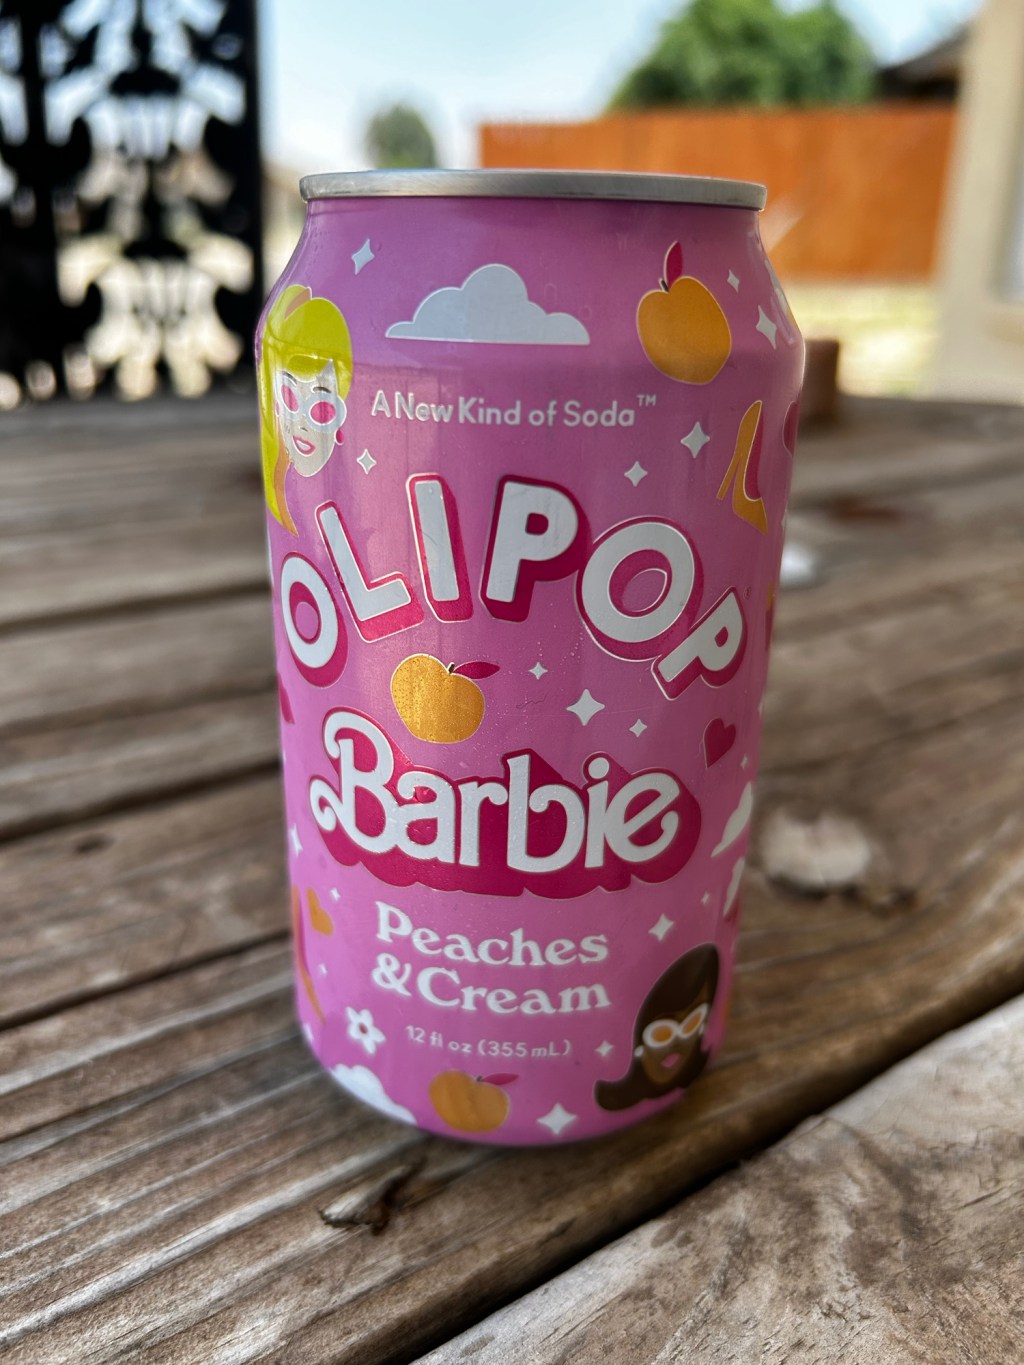 A New Kind of Soda™
OLIPOP
Barbie
Peaches
& Cream
12 fl oz (355 mL)